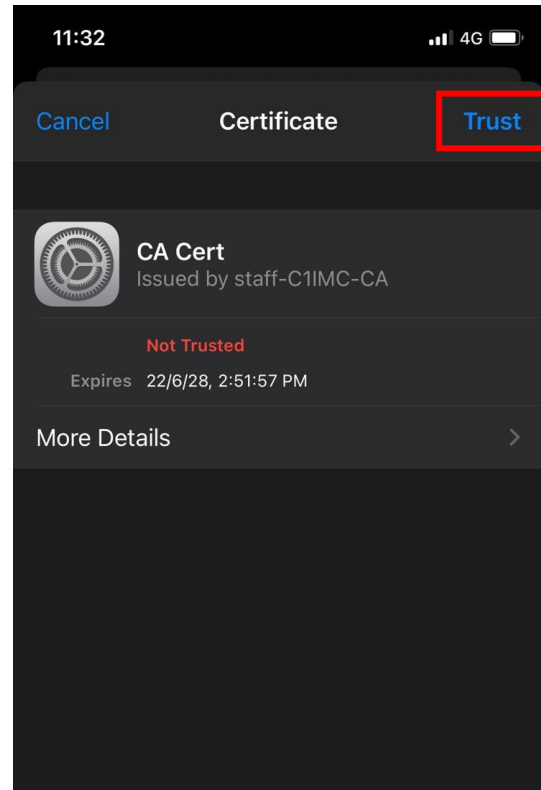 11:32 4G
Cancel Certificate Trust
CA Cert
Issued by staff-C1IMC-CA
Not Trusted
Expires 22/6/28, 2:51:57 PM
More Details